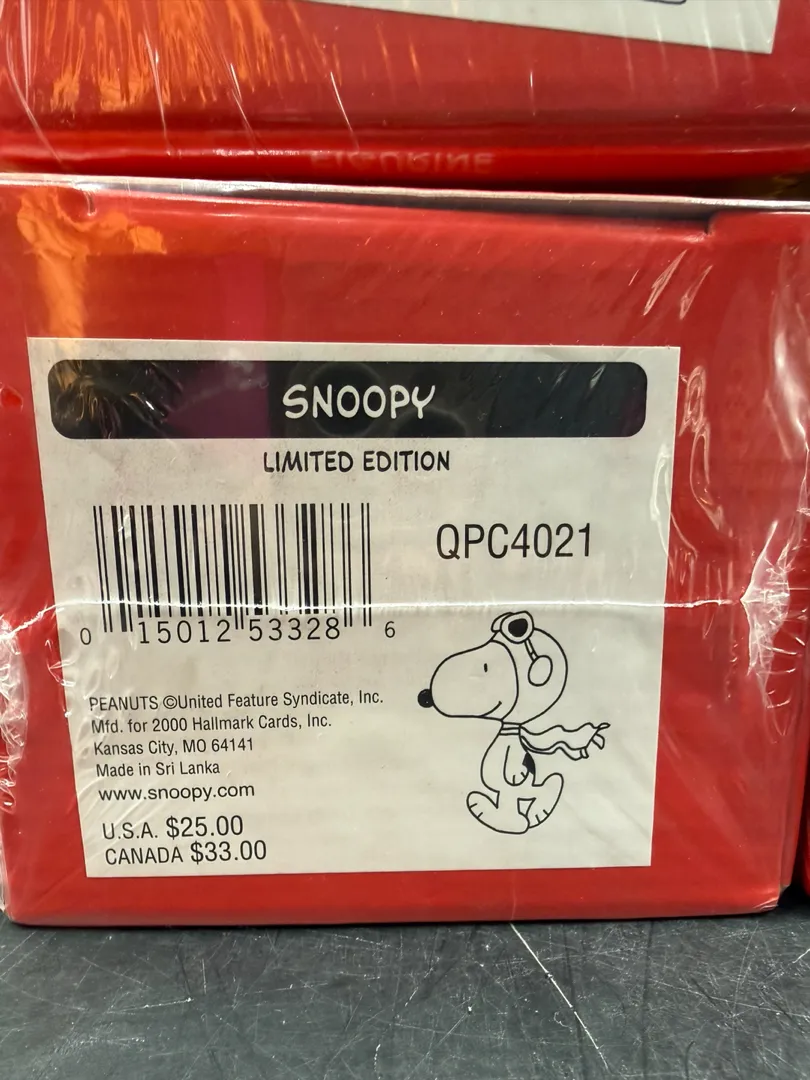 FIGURINE
SNOOPY
LIMITED EDITION
QPC4021
0 15012 53328 6
PEANUTS ©United Feature Syndicate, Inc.
Mfd. for 2000 Hallmark Cards, Inc.
Kansas City, MO 64141
Made in Sri Lanka
www.snoopy.com
U.S.A. $25.00
CANADA $33.00